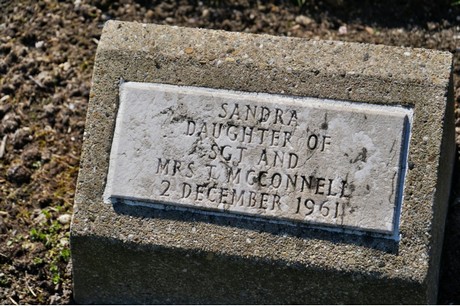 SANDRA
DAUGHTER OF
SGT AND
MRS T. MCCONNELL
2 DECEMBER 1961